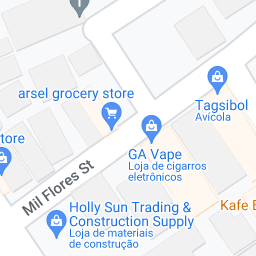 arsel grocery store
Tagsibol
Avícola
tore
GA Vape
Loja de cigarros
eletrônicos
Mil Flores St
Kafe E
Holly Sun Trading &
Construction Supply
Loja de materiais
de construção